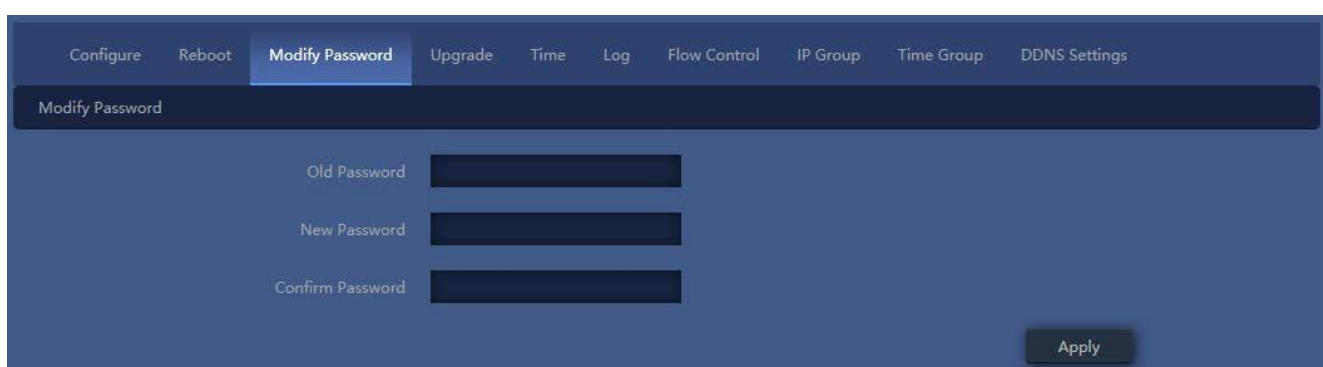 Configure Reboot Modify Password Upgrade Time Log Flow Control IP Group Time Group DDNS Settings
Modify Password
Old Password
New Password
Confirm Password
Apply